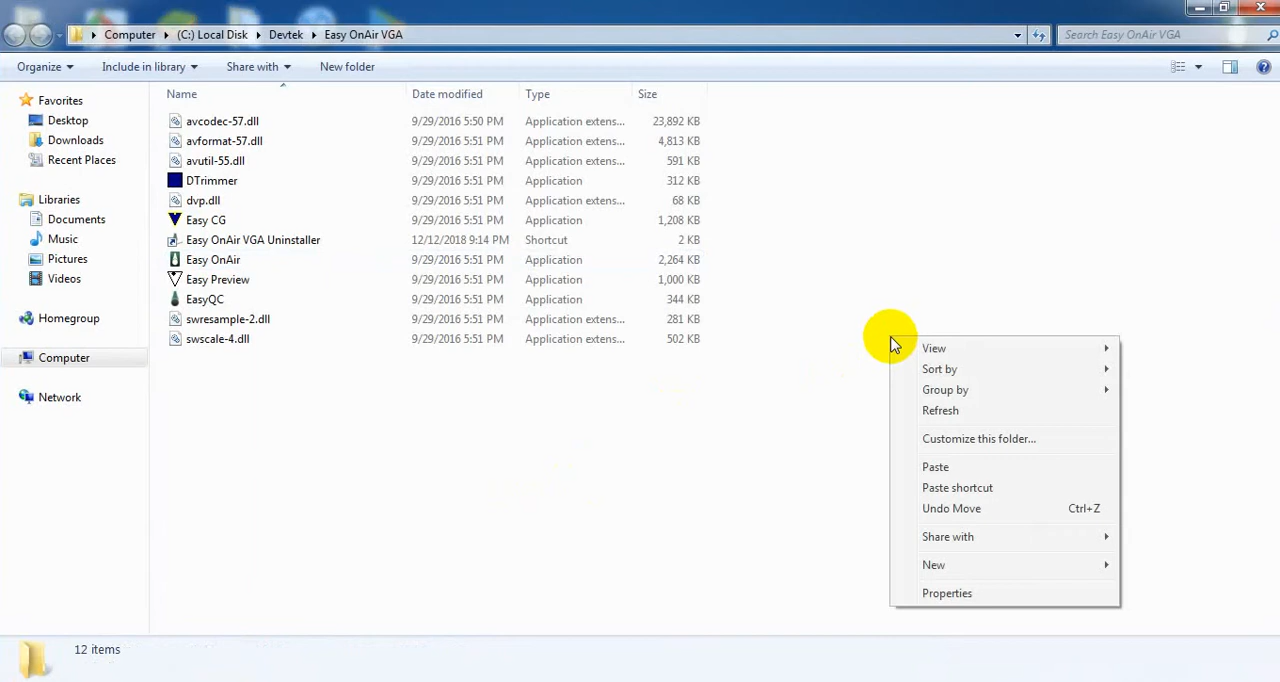 Computer ▸ (C:) Local Disk ▸ Devtek ▸ Easy OnAir VGA
Search Easy OnAir VGA
Organize Include in library Share with New folder
Name Date modified Type Size
Favorites
Desktop
Downloads
Recent Places
Libraries
Documents
Music
Pictures
Videos
Homegroup
Computer
Network
avcodec-57.dll 9/29/2016 5:50 PM Application extens... 23,892 KB
avformat-57.dll 9/29/2016 5:51 PM Application extens... 4,813 KB
avutil-55.dll 9/29/2016 5:51 PM Application extens... 591 KB
DTrimmer 9/29/2016 5:51 PM Application 312 KB
dvp.dll 9/29/2016 5:51 PM Application extens... 68 KB
Easy CG 9/29/2016 5:51 PM Application 1,208 KB
Easy OnAir VGA Uninstaller 12/12/2018 9:14 PM Shortcut 2 KB
Easy OnAir 9/29/2016 5:51 PM Application 2,264 KB
Easy Preview 9/29/2016 5:51 PM Application 1,000 KB
EasyQC 9/29/2016 5:51 PM Application 344 KB
swresample-2.dll 9/29/2016 5:51 PM Application extens... 281 KB
swscale-4.dll 9/29/2016 5:51 PM Application extens... 502 KB
View
Sort by
Group by
Refresh
Customize this folder...
Paste
Paste shortcut
Undo Move Ctrl+Z
Share with
New
Properties
12 items